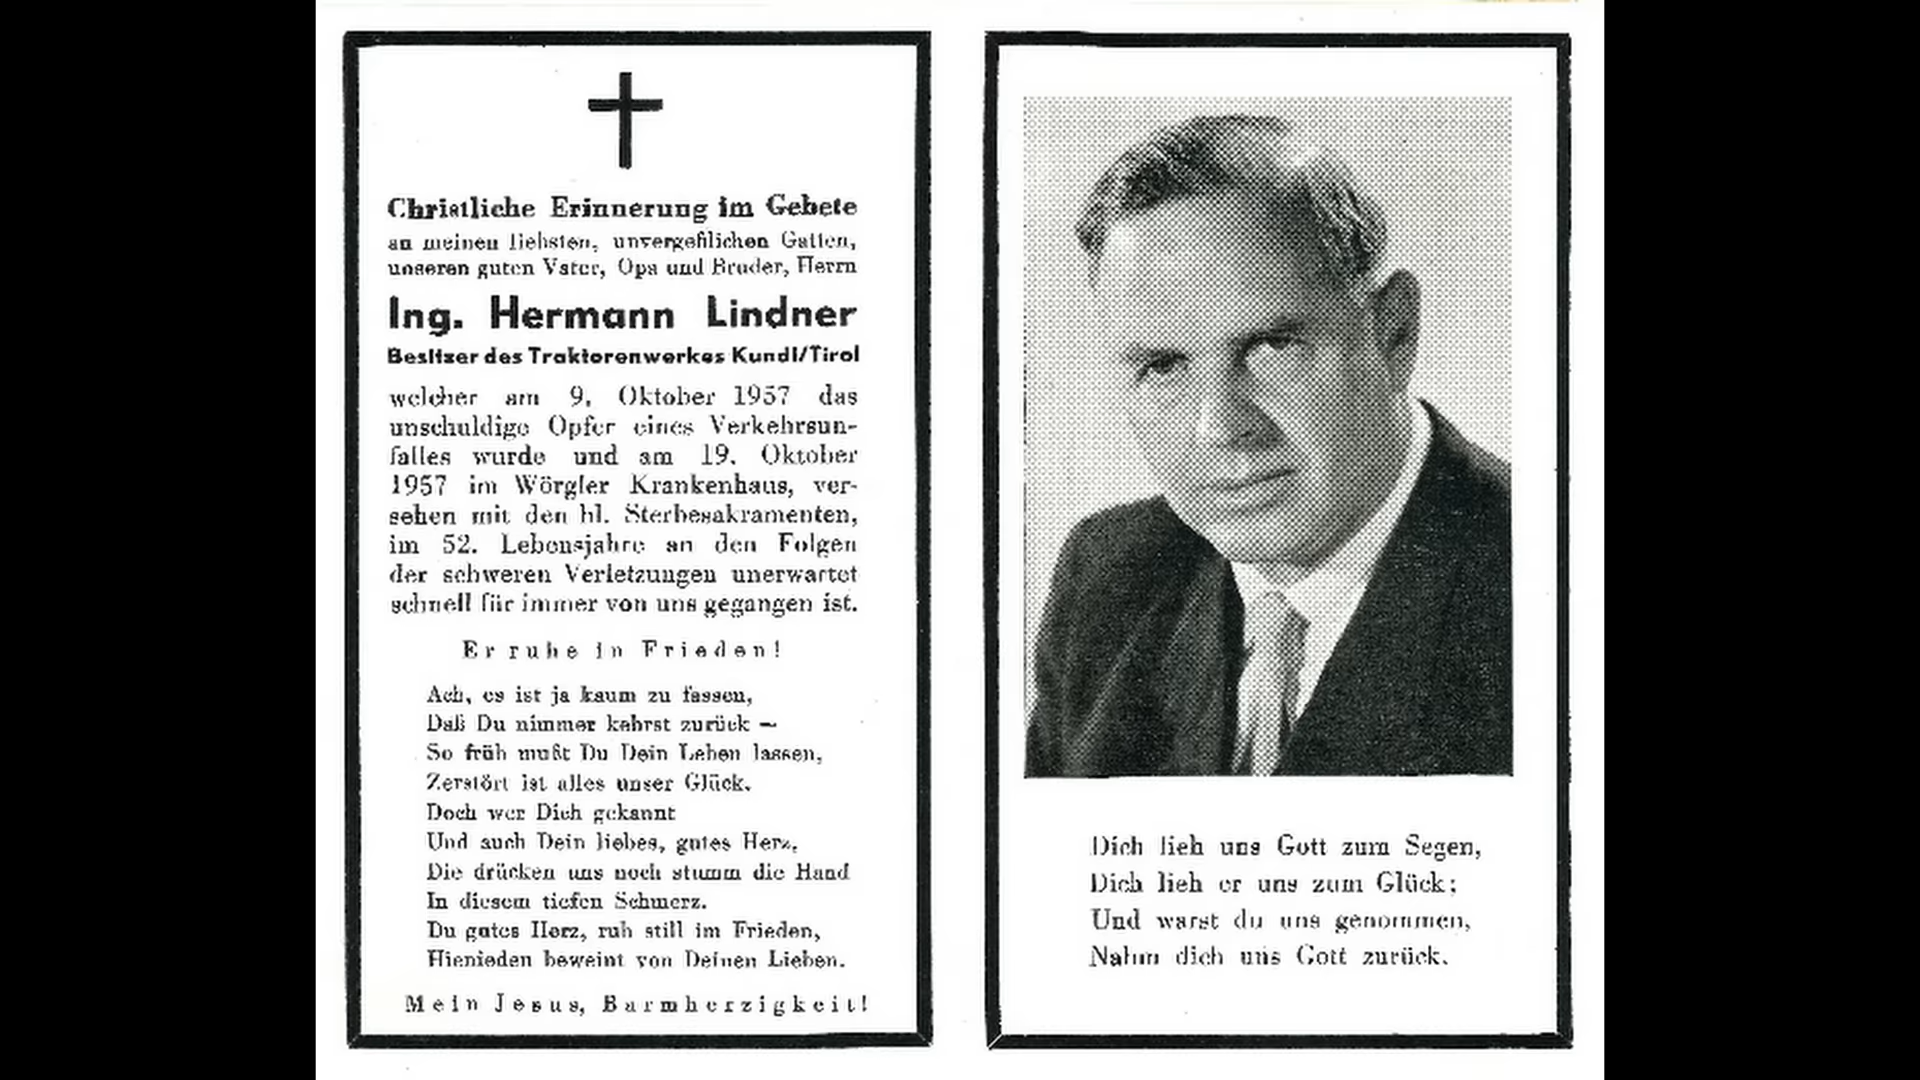 Christliche Erinnerung im Gebete
an meinen liebsten, unvergeßlichen Gatten,
unseren guten Vater, Opa und Bruder, Herrn
Ing. Hermann Lindner
Besitzer des Traktorenwerkes Kundl/Tirol
welcher am 9. Oktober 1957 das
unschuldige Opfer eines Verkehrsun-
falles wurde und am 19. Oktober
1957 im Wörgler Krankenhaus, ver-
sehen mit den hl. Sterbesakramenten,
im 52. Lebensjahre an den Folgen
der schweren Verletzungen unerwartet
schnell für immer von uns gegangen ist.
Er ruhe in Frieden!
Ach, es ist ja kaum zu fassen,
Daß Du nimmer kehrst zurück —
So früh mußt Du Dein Leben lassen,
Zerstört ist alles unser Glück.
Doch wer Dich gekannt
Und auch Dein liebes, gutes Herz,
Die drücken uns noch stumm die Hand
In diesem tiefen Schmerz.
Du gutes Herz, ruh still im Frieden,
Hienieden beweint von Deinen Lieben.
Mein Jesus, Barmherzigkeit!
Dich lieh uns Gott zum Segen,
Dich lieh er uns zum Glück;
Und warst du uns genommen,
Nahm dich uns Gott zurück.